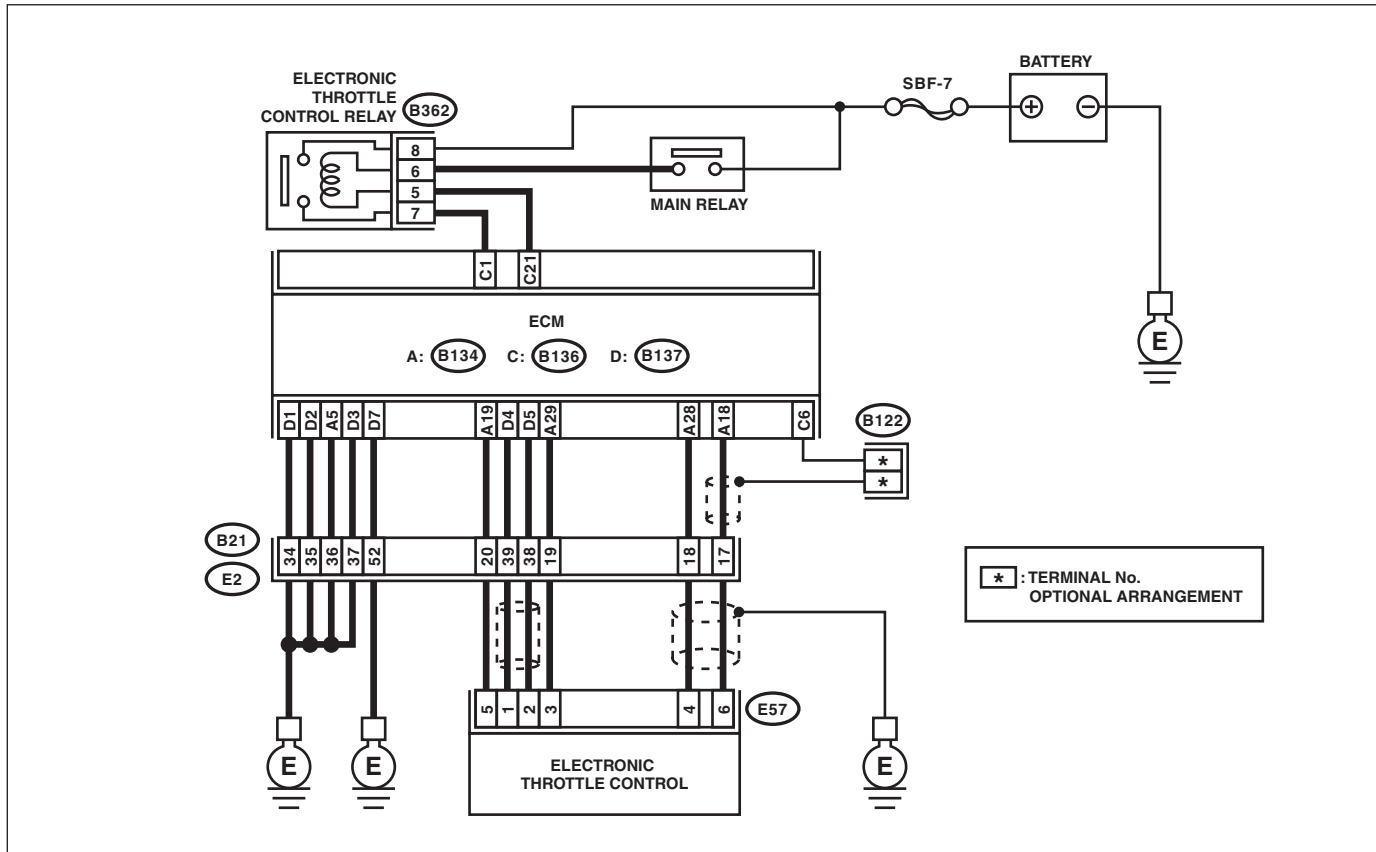 ELECTRONIC
THROTTLE
CONTROL RELAY
B362
8
6
5
7
SBF-7
BATTERY
+
−
MAIN RELAY
E
C1
C21
ECM
A: B134 C: B136 D: B137
D1
D2
A5
D3
D7
A19
D4
D5
A29
A28
A18
C6
B122
*
*
B21
E2
34
35
36
37
52
20
39
38
19
18
17
* : TERMINAL No.
OPTIONAL ARRANGEMENT
5
1
2
3
4
6
E57
ELECTRONIC
THROTTLE CONTROL
E
E
E